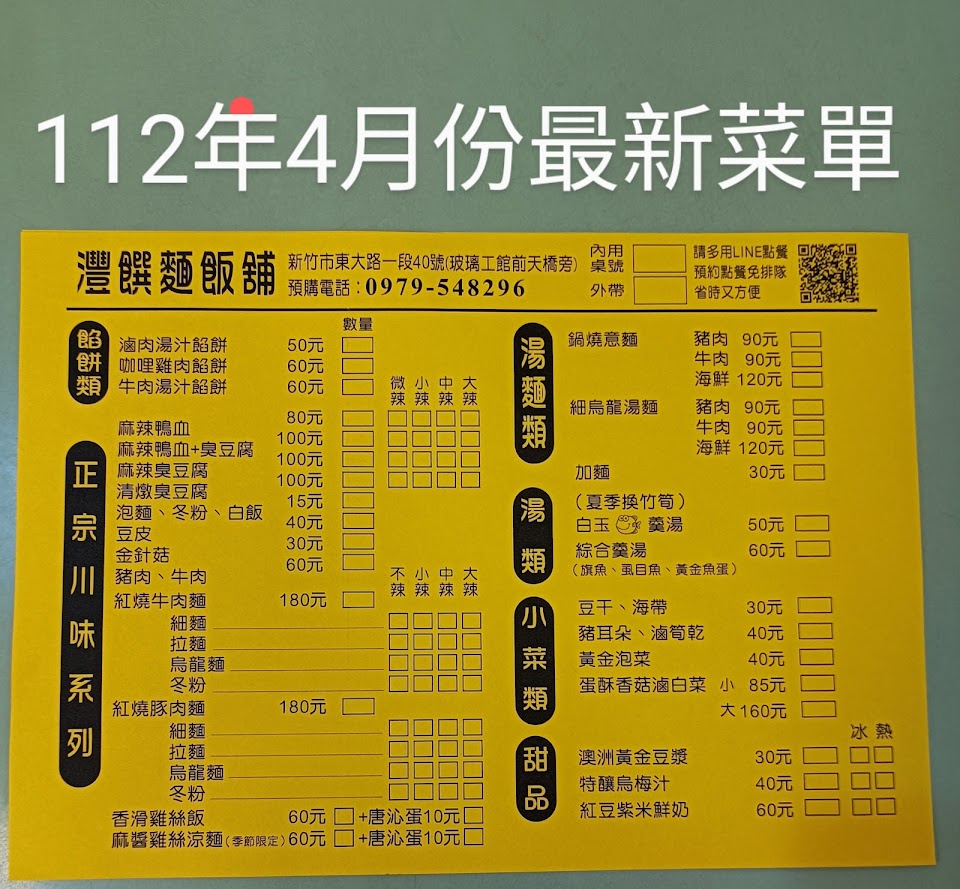 112年4月份最新菜單
灃饌麵飯舖
新竹市東大路一段40號(玻璃工館前天橋旁)
預購電話：0979-548296
內用桌號
外帶
請多用LINE點餐
預約點餐免排隊
省時又方便
數量
餡餅類
滷肉湯汁餡餅 50元
咖哩雞肉餡餅 60元
牛肉湯汁餡餅 60元
微辣 小辣 中辣 大辣
正宗川味系列
麻辣鴨血 80元
麻辣鴨血+臭豆腐 100元
麻辣臭豆腐 100元
清燉臭豆腐 100元
泡麵、冬粉、白飯 15元
豆皮 40元
金針菇 30元
豬肉、牛肉 60元
不辣 小辣 中辣 大辣
紅燒牛肉麵 180元
細麵
拉麵
烏龍麵
冬粉
紅燒豚肉麵 180元
細麵
拉麵
烏龍麵
冬粉
香滑雞絲飯 60元 +唐沁蛋10元
麻醬雞絲涼麵(季節限定) 60元 +唐沁蛋10元
湯麵類
鍋燒意麵 豬肉 90元
牛肉 90元
海鮮 120元
細烏龍湯麵 豬肉 90元
牛肉 90元
海鮮 120元
加麵 30元
湯類
(夏季換竹筍)
白玉 羹湯 50元
綜合羹湯 60元
(旗魚、虱目魚、黃金魚蛋)
小菜類
豆干、海帶 30元
豬耳朵、滷筍乾 40元
黃金泡菜 40元
蛋酥香菇滷白菜 小 85元
大 160元
冰 熱
甜品
澳洲黃金豆漿 30元
特釀烏梅汁 40元
紅豆紫米鮮奶 60元